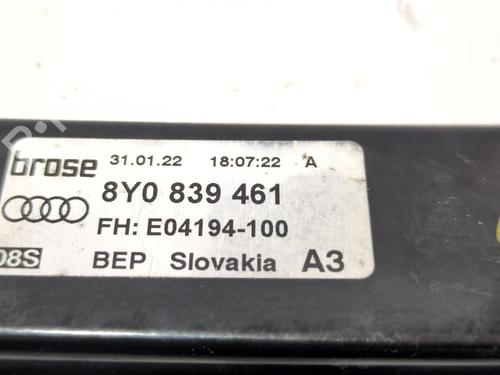 brose 31.01.22 18:07:22 A
8Y0 839 461
FH: E04194-100
08S BEP Slovakia A3